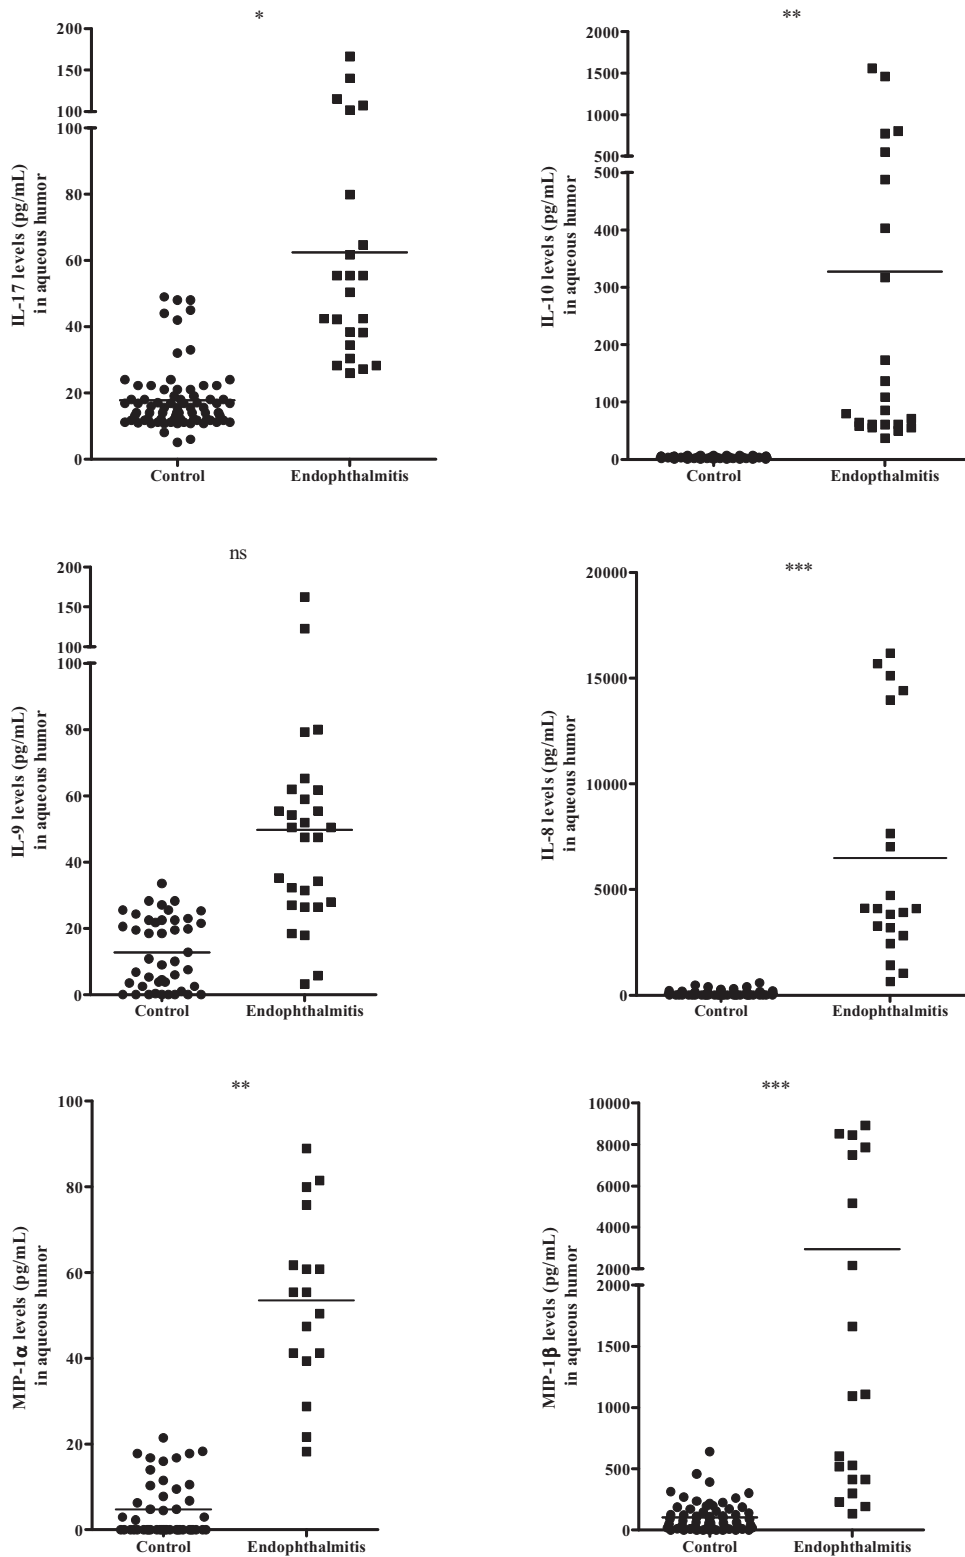 *
IL-17 levels (pg/mL)
in aqueous humor
200
150
100
100
80
60
40
20
0
Control
Endophthalmitis
**
IL-10 levels (pg/mL)
in aqueous humor
2000
1500
1000
500
500
400
300
200
100
0
Control
Endopthalmitis
ns
IL-9 levels (pg/mL)
in aqueous humor
200
150
100
100
80
60
40
20
0
Control
Endophthalmitis
***
IL-8 levels (pg/mL)
in aqueous humor
20000
15000
10000
5000
0
Control
Endophthalmitis
**
MIP-1α levels (pg/mL)
in aqueous humor
100
80
60
40
20
0
Control
Endophthalmitis
***
MIP-1β levels (pg/mL)
in aqueous humor
10000
8000
6000
4000
2000
2000
1500
1000
500
0
Control
Endophthalmitis